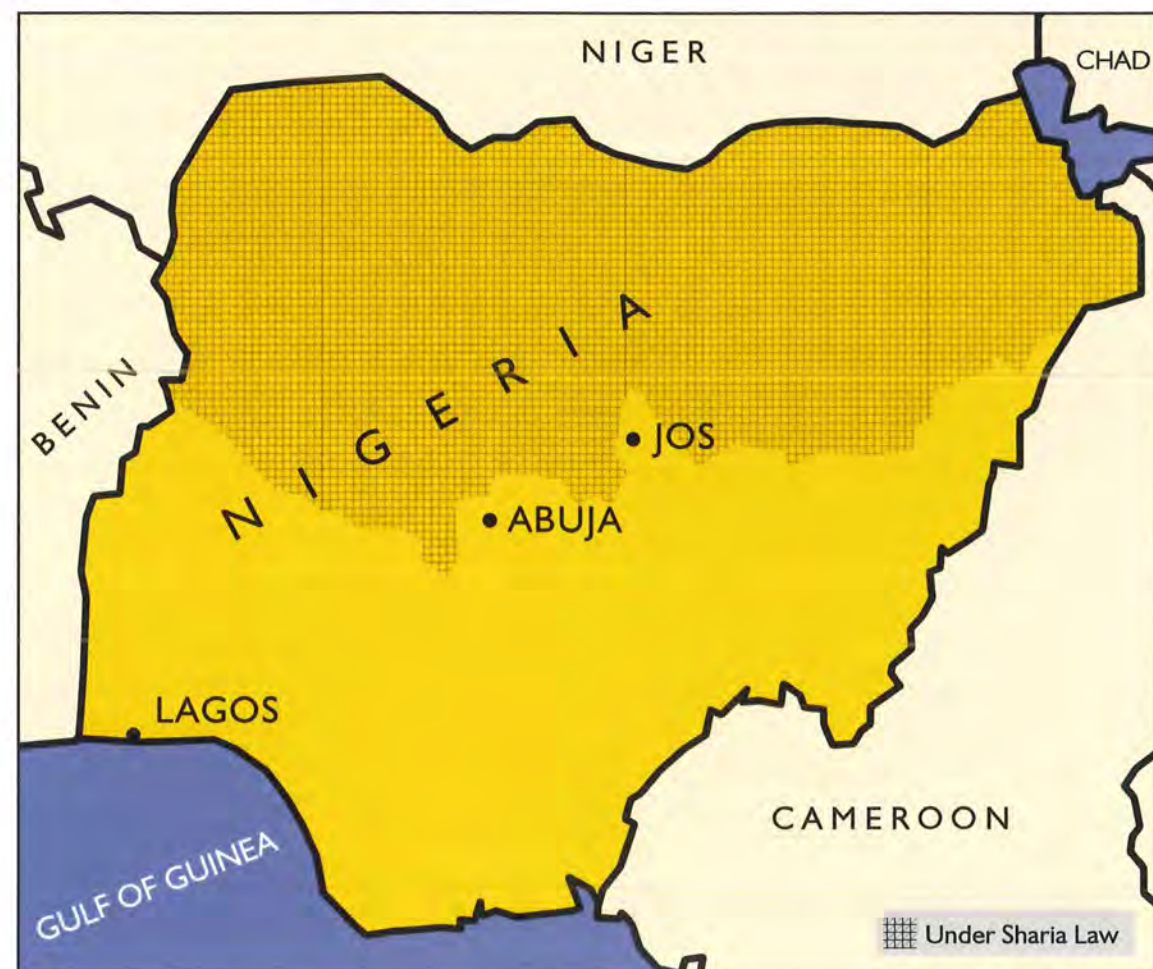 NIGER
CHAD
BENIN
NIGERIA
JOS
ABUJA
LAGOS
CAMEROON
GULF OF GUINEA
Under Sharia Law